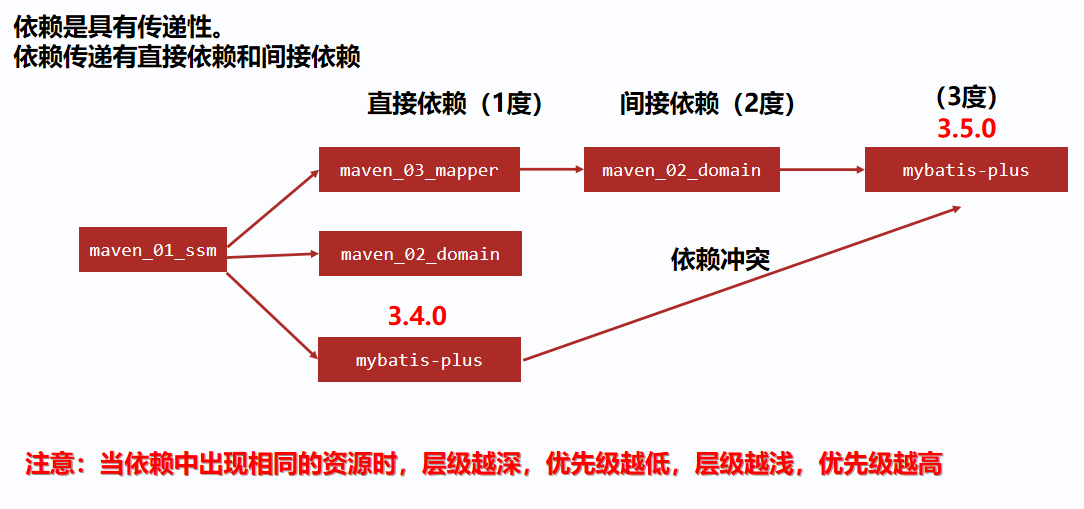 依赖是具有传递性。
依赖传递有直接依赖和间接依赖
直接依赖（1度）
间接依赖（2度）
（3度）
3.5.0
maven_03_mapper
maven_02_domain
mybatis-plus
maven_01_ssm
maven_02_domain
依赖冲突
3.4.0
mybatis-plus
注意：当依赖中出现相同的资源时，层级越深，优先级越低，层级越浅，优先级越高